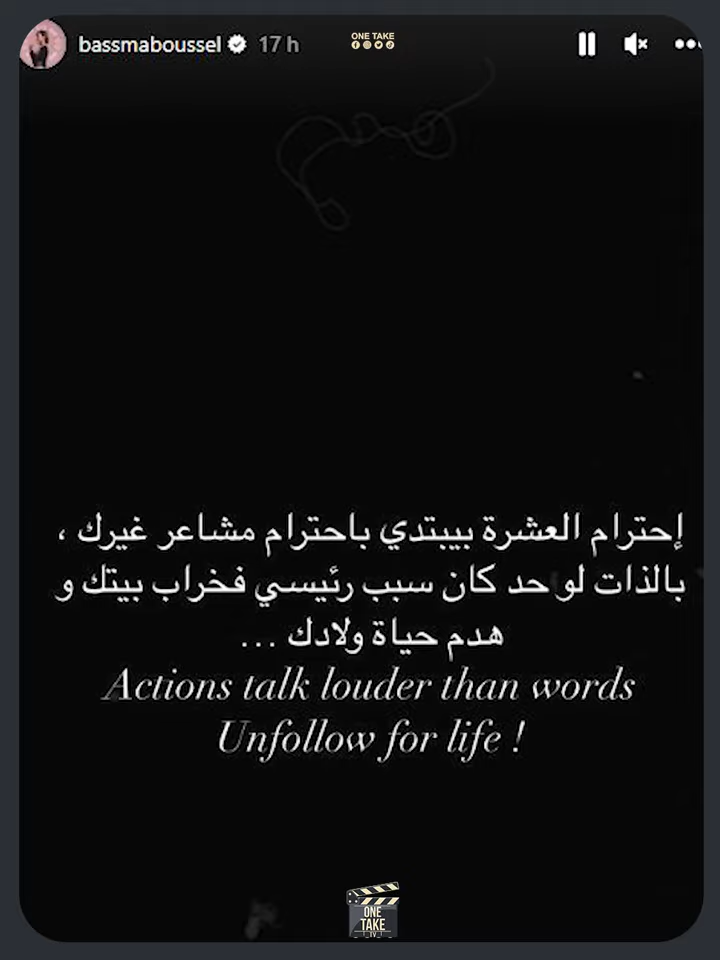 bassmaboussel 17 h
ONE TAKE
إحترام العشرة بيبتدي باحترام مشاعر غيرك ،
بالذات لو حد كان سبب رئيسي فخراب بيتك و
هدم حياة ولادك ...
Actions talk louder than words
Unfollow for life !
ONE
TAKE
TV